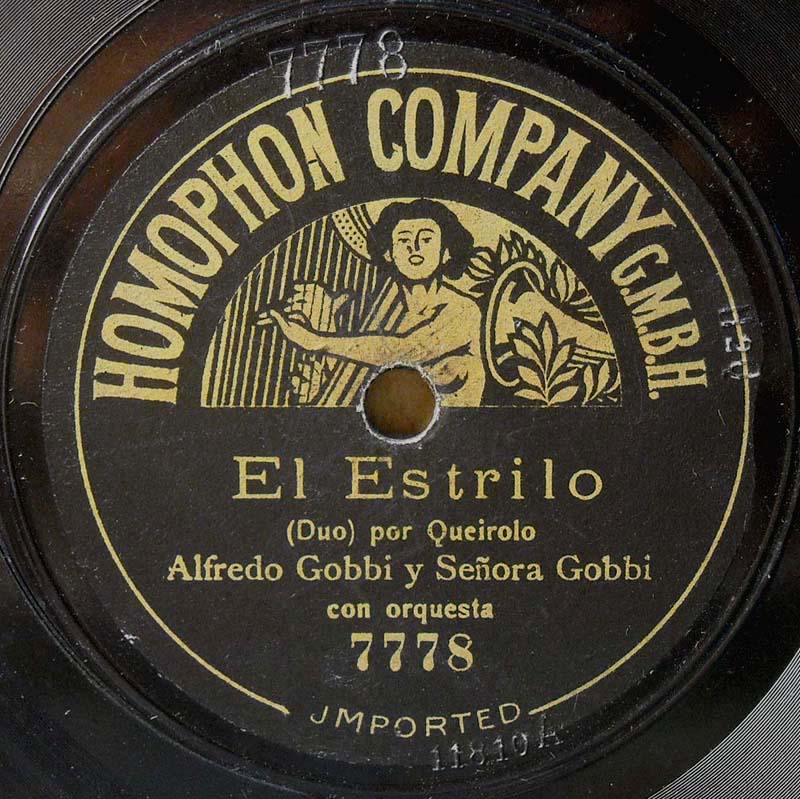 7778
HOMOPHON COMPANY G.M.B.H.
El Estrilo
(Duo) por Queirolo
Alfredo Gobbi y Señora Gobbi
con orquesta
7778
JMPORTED
11810A